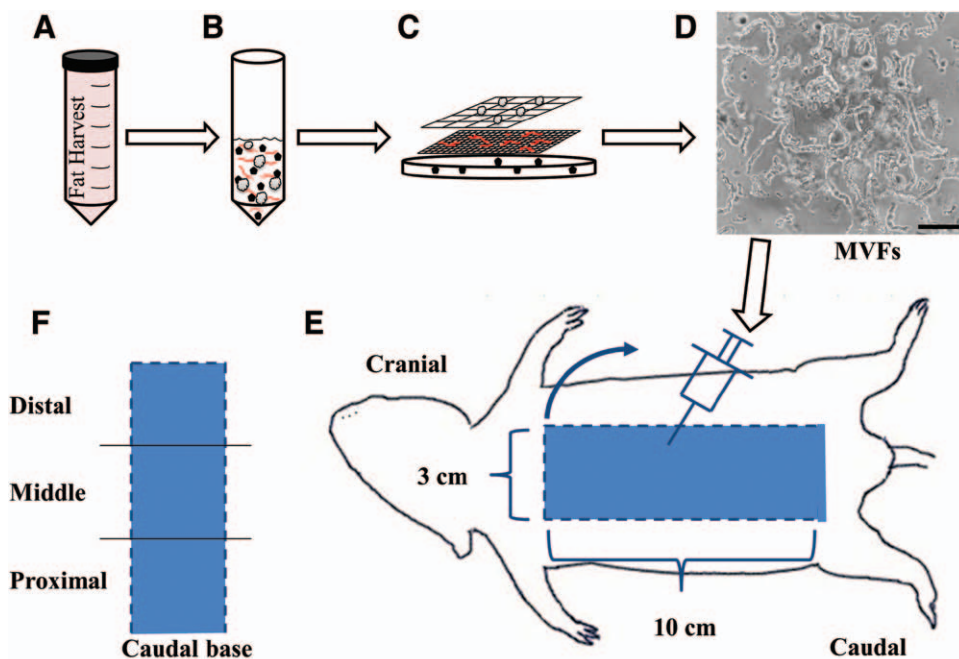 A
B
C
D
Fat Harvest
MVFs
F
E
Cranial
Distal
3 cm
Middle
Proximal
10 cm
Caudal base
Caudal